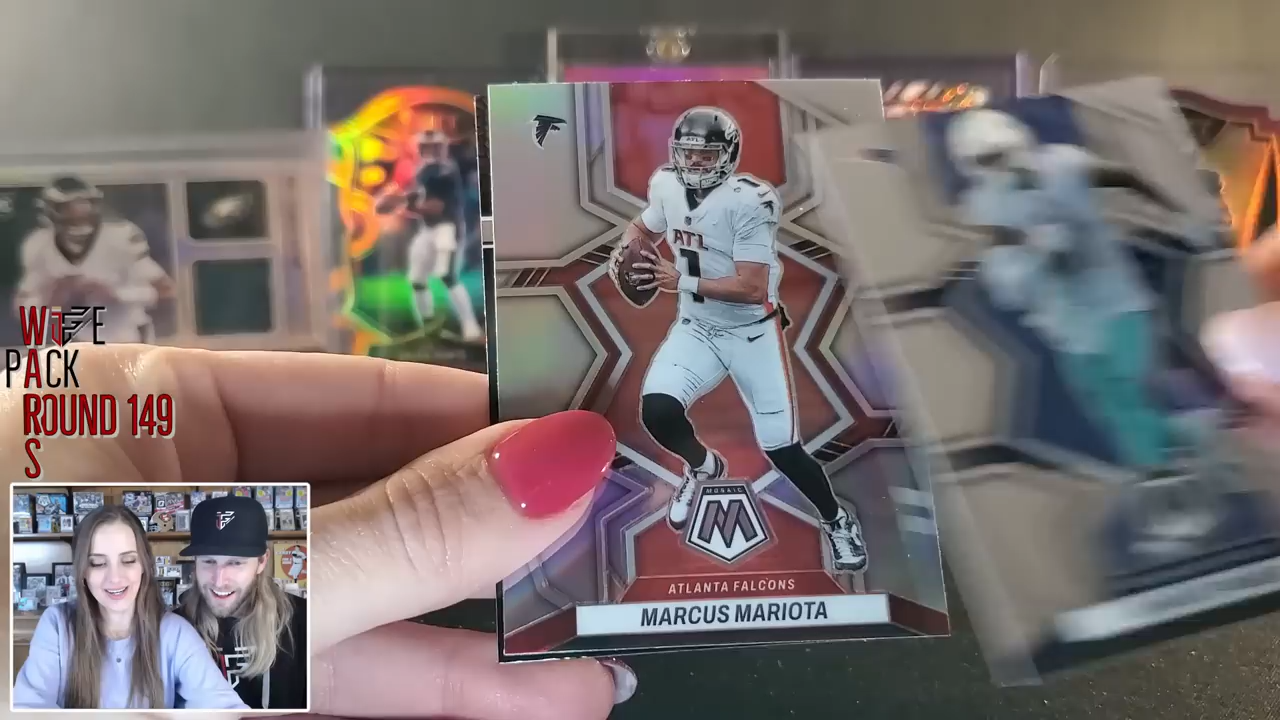 WIFE
PACK
A
ROUND 149
S
ATL
1
MOSAIC
M
ATLANTA FALCONS
MARCUS MARIOTA